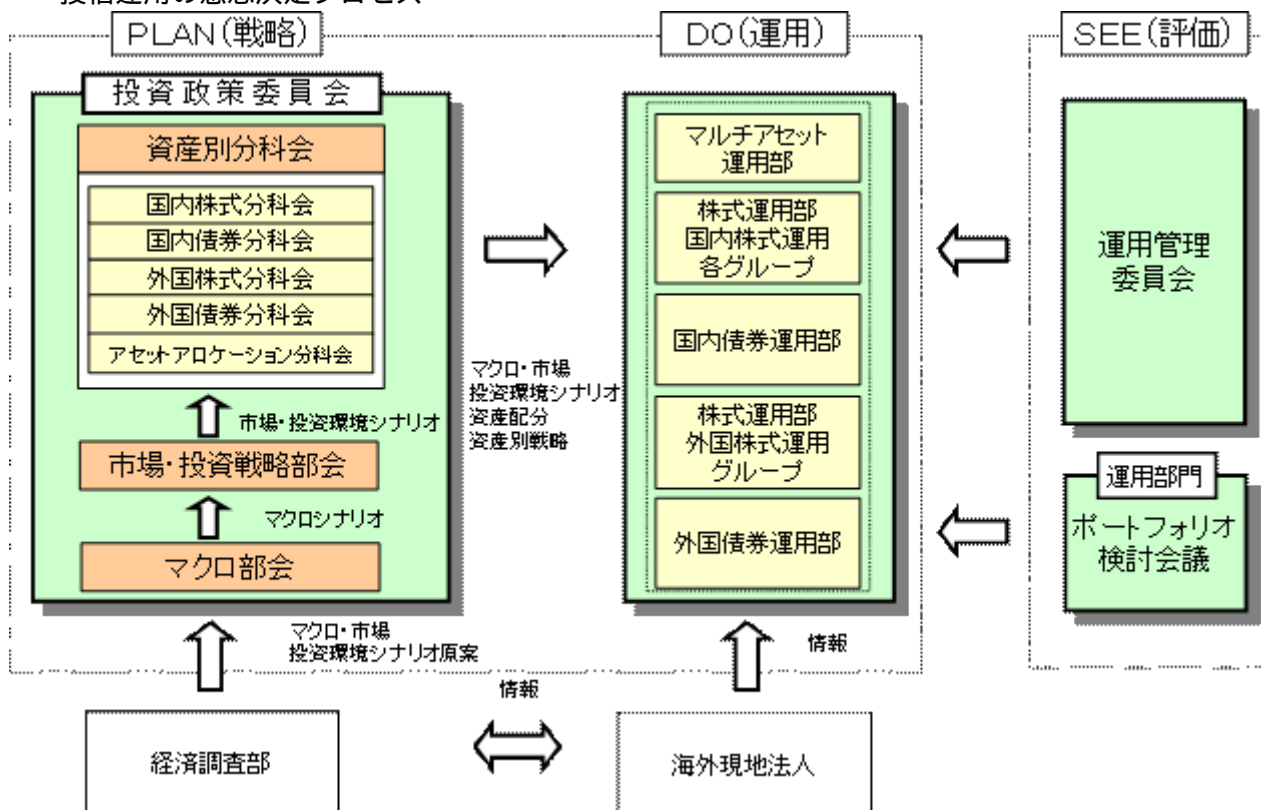 投信運用の意思決定プロセス
PLAN(戦略)
DO(運用)
SEE(評価)
投資政策委員会
資産別分科会
国内株式分科会
国内債券分科会
外国株式分科会
外国債券分科会
アセットアロケーション分科会
市場・投資環境シナリオ
市場・投資戦略部会
マクロシナリオ
マクロ部会
マクロ・市場
投資環境シナリオ
資産配分
資産別戦略
マルチアセット
運用部
株式運用部
国内株式運用
各グループ
国内債券運用部
株式運用部
外国株式運用
グループ
外国債券運用部
運用管理
委員会
運用部門
ポートフォリオ
検討会議
マクロ・市場
投資環境シナリオ原案
情報
情報
経済調査部
海外現地法人